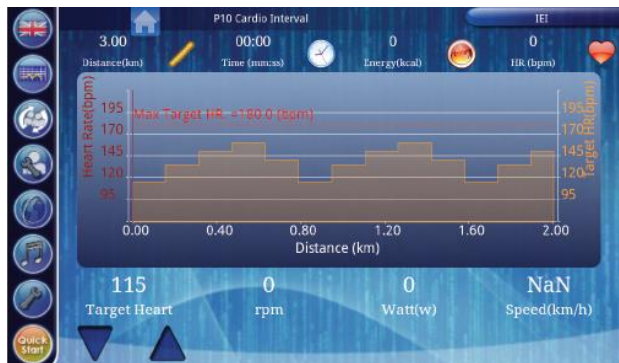 P10 Cardio Interval
IEI
3.00
00:00
0
0
Distance(km)
Time (mm:ss)
Energy(kcal)
HR (bpm)
Max Target HR. =180.0 (bpm)
Heart Rate(bpm)
195
170
145
120
95
195
170
145
120
95
Target HR(bpm)
0.00
0.40
0.80
1.20
1.60
2.00
Distance (km)
115
0
0
NaN
Target Heart
rpm
Watt(w)
Speed(km/h)
Quick
Start